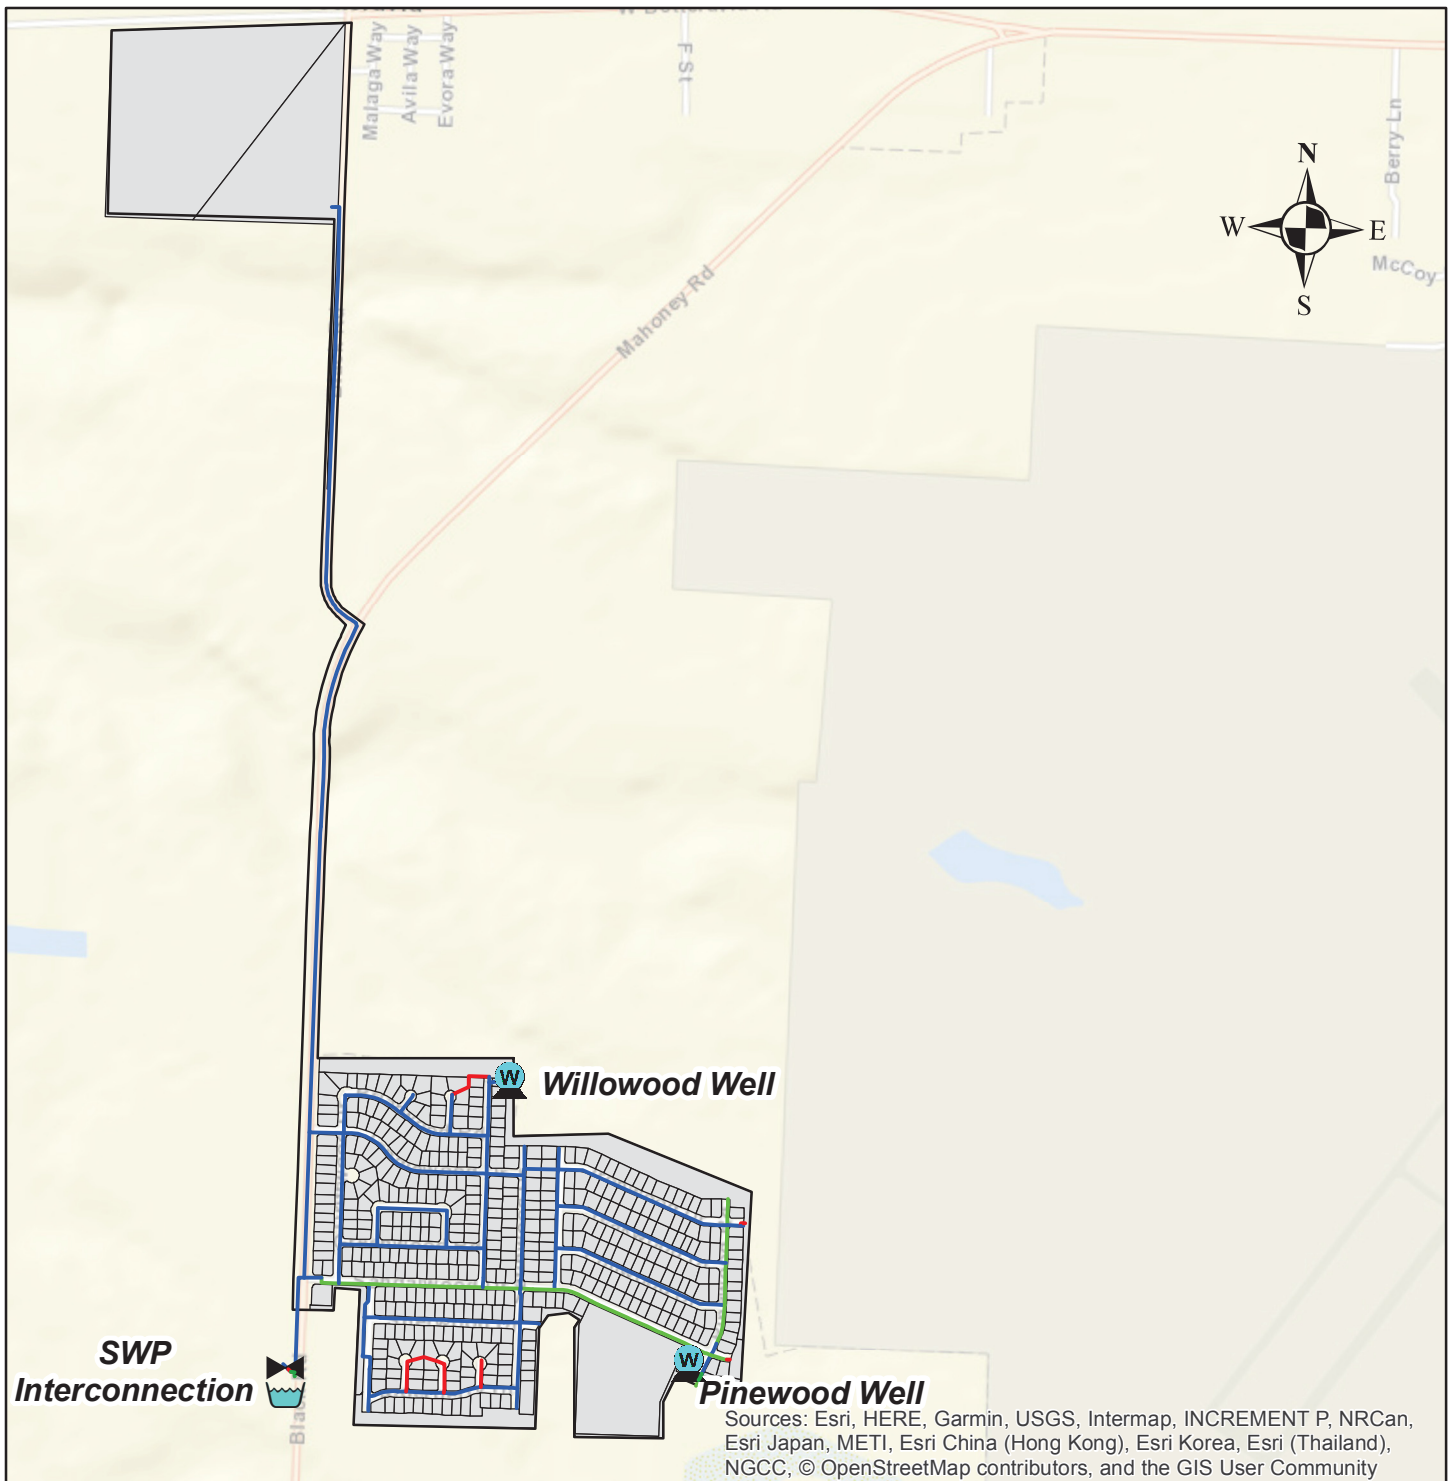 Malaga Way
Avila Way
Evora Way
F St
Berry Ln
N
W
E
S
McCoy
Mahoney Rd
W
Willowood Well
SWP
Interconnection
W
Pinewood Well
Sources: Esri, HERE, Garmin, USGS, Intermap, INCREMENT P, NRCan,
Esri Japan, METI, Esri China (Hong Kong), Esri Korea, Esri (Thailand),
NGCC, © OpenStreetMap contributors, and the GIS User Community